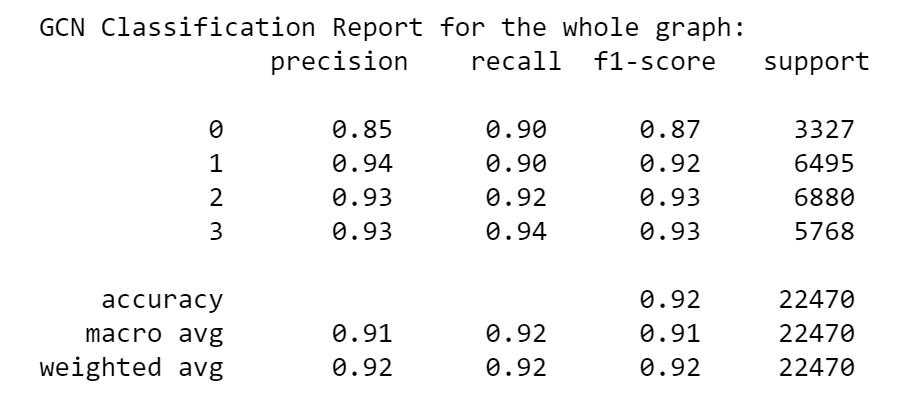 GCN Classification Report for the whole graph:
precision recall f1-score support
0 0.85 0.90 0.87 3327
1 0.94 0.90 0.92 6495
2 0.93 0.92 0.93 6880
3 0.93 0.94 0.93 5768
accuracy 0.92 22470
macro avg 0.91 0.92 0.91 22470
weighted avg 0.92 0.92 0.92 22470